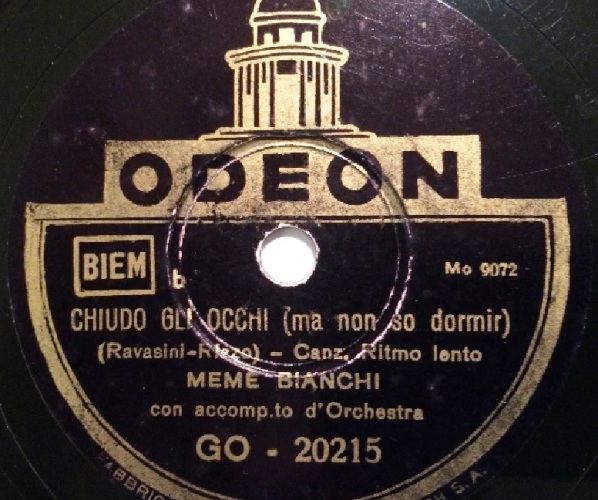 ODEON
BIEM
b
Mo 9072
CHIUDO GLI OCCHI (ma non so dormir)
(Ravasini-Rizzo) - Canz. Ritmo lento
MEME BIANCHI
con accomp.to d'Orchestra
GO - 20215
S.A.